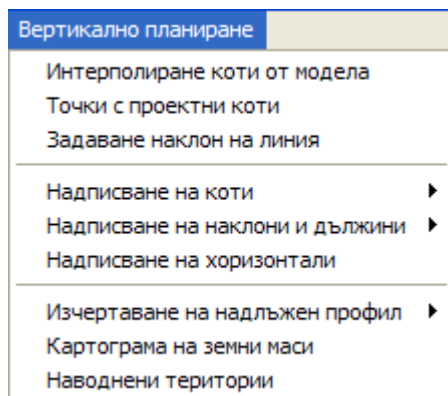 Вертикално планиране
Интерполиране коти от модела
Точки с проектни коти
Задаване наклон на линия
Надписване на коти
Надписване на наклони и дължини
Надписване на хоризонтали
Изчертаване на надлъжен профил
Картограма на земни маси
Наводнени територии